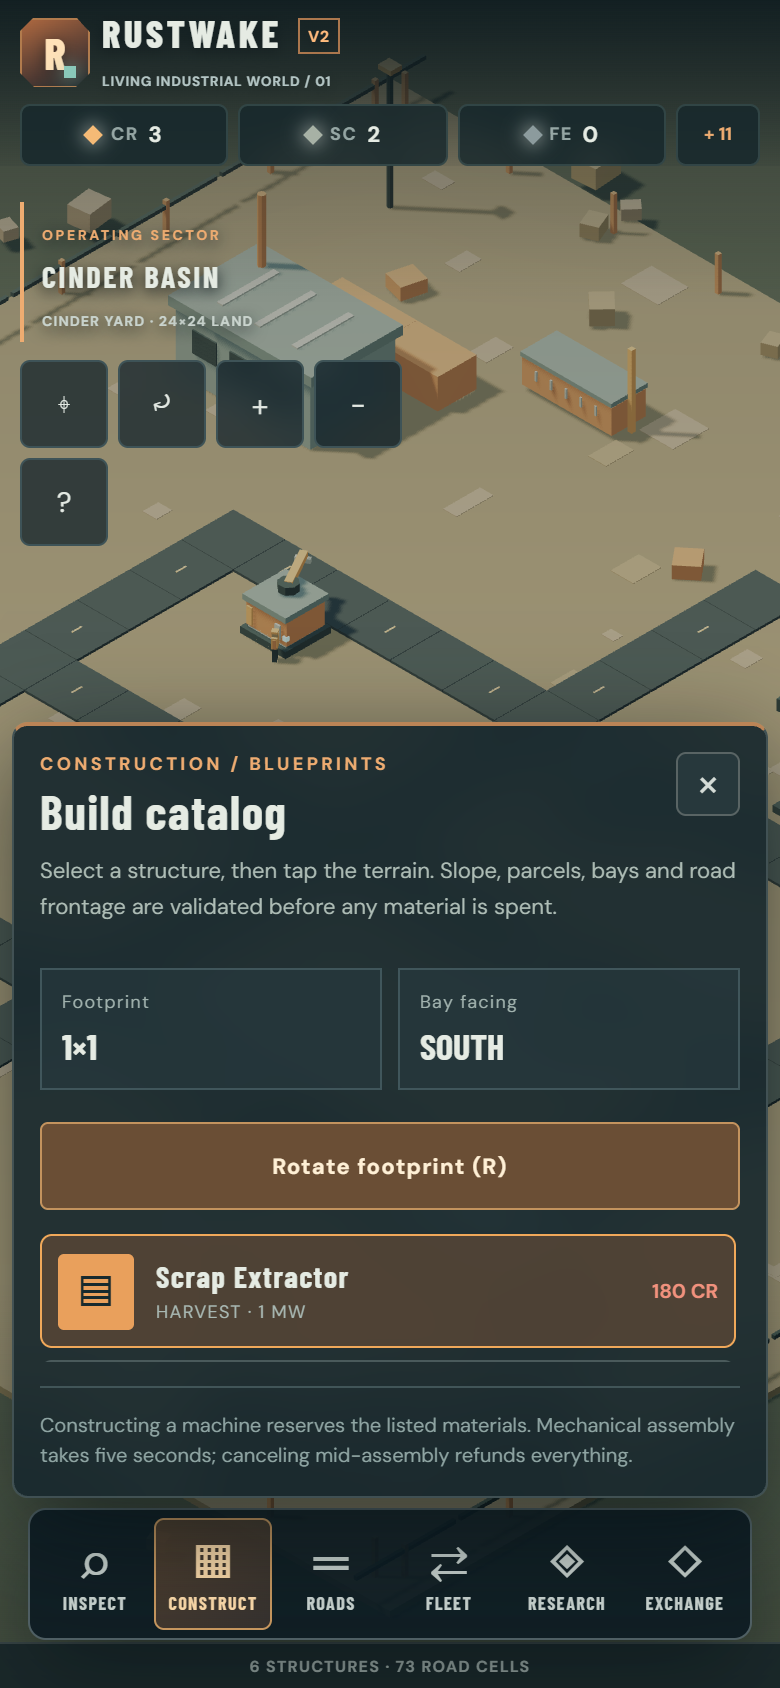 R
RUSTWAKE V2
LIVING INDUSTRIAL WORLD / 01
CR 3
SC 2
FE 0
+ 11
OPERATING SECTOR
CINDER BASIN
CINDER YARD · 24×24 LAND
+
−
?
CONSTRUCTION / BLUEPRINTS
×
Build catalog
Select a structure, then tap the terrain. Slope, parcels, bays and road
frontage are validated before any material is spent.
Footprint
1×1
Bay facing
SOUTH
Rotate footprint (R)
Scrap Extractor
HARVEST · 1 MW
180 CR
Constructing a machine reserves the listed materials. Mechanical assembly
takes five seconds; canceling mid-assembly refunds everything.
INSPECT
CONSTRUCT
ROADS
FLEET
RESEARCH
EXCHANGE
6 STRUCTURES · 73 ROAD CELLS